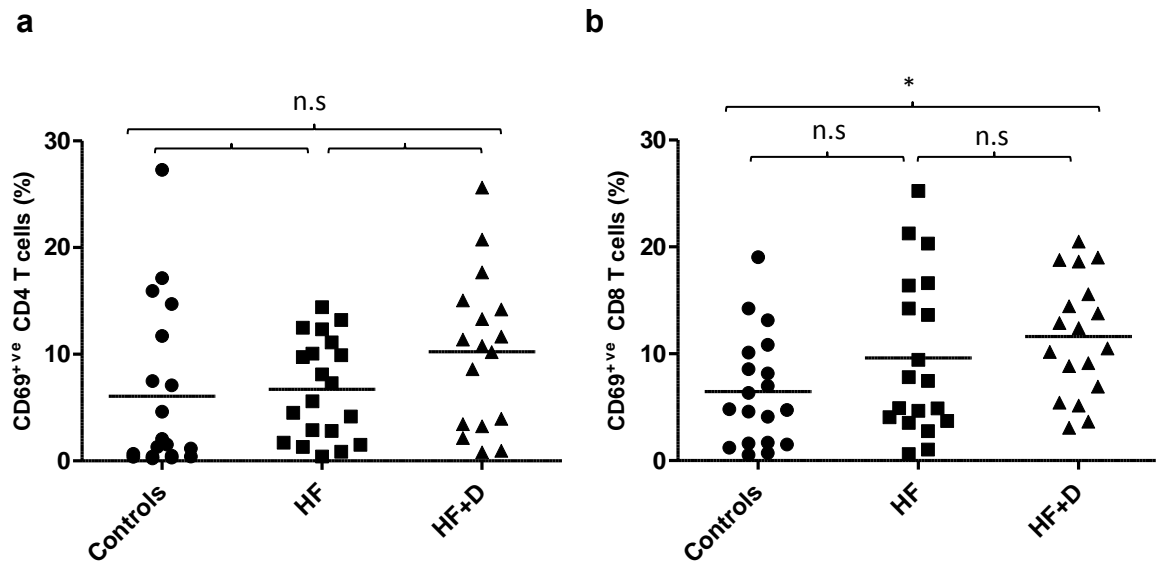 a
n.s
30
20
10
0
CD69+ve CD4 T cells (%)
Controls
HF
HF+D
b
*
n.s
n.s
30
20
10
0
CD69+ve CD8 T cells (%)
Controls
HF
HF+D